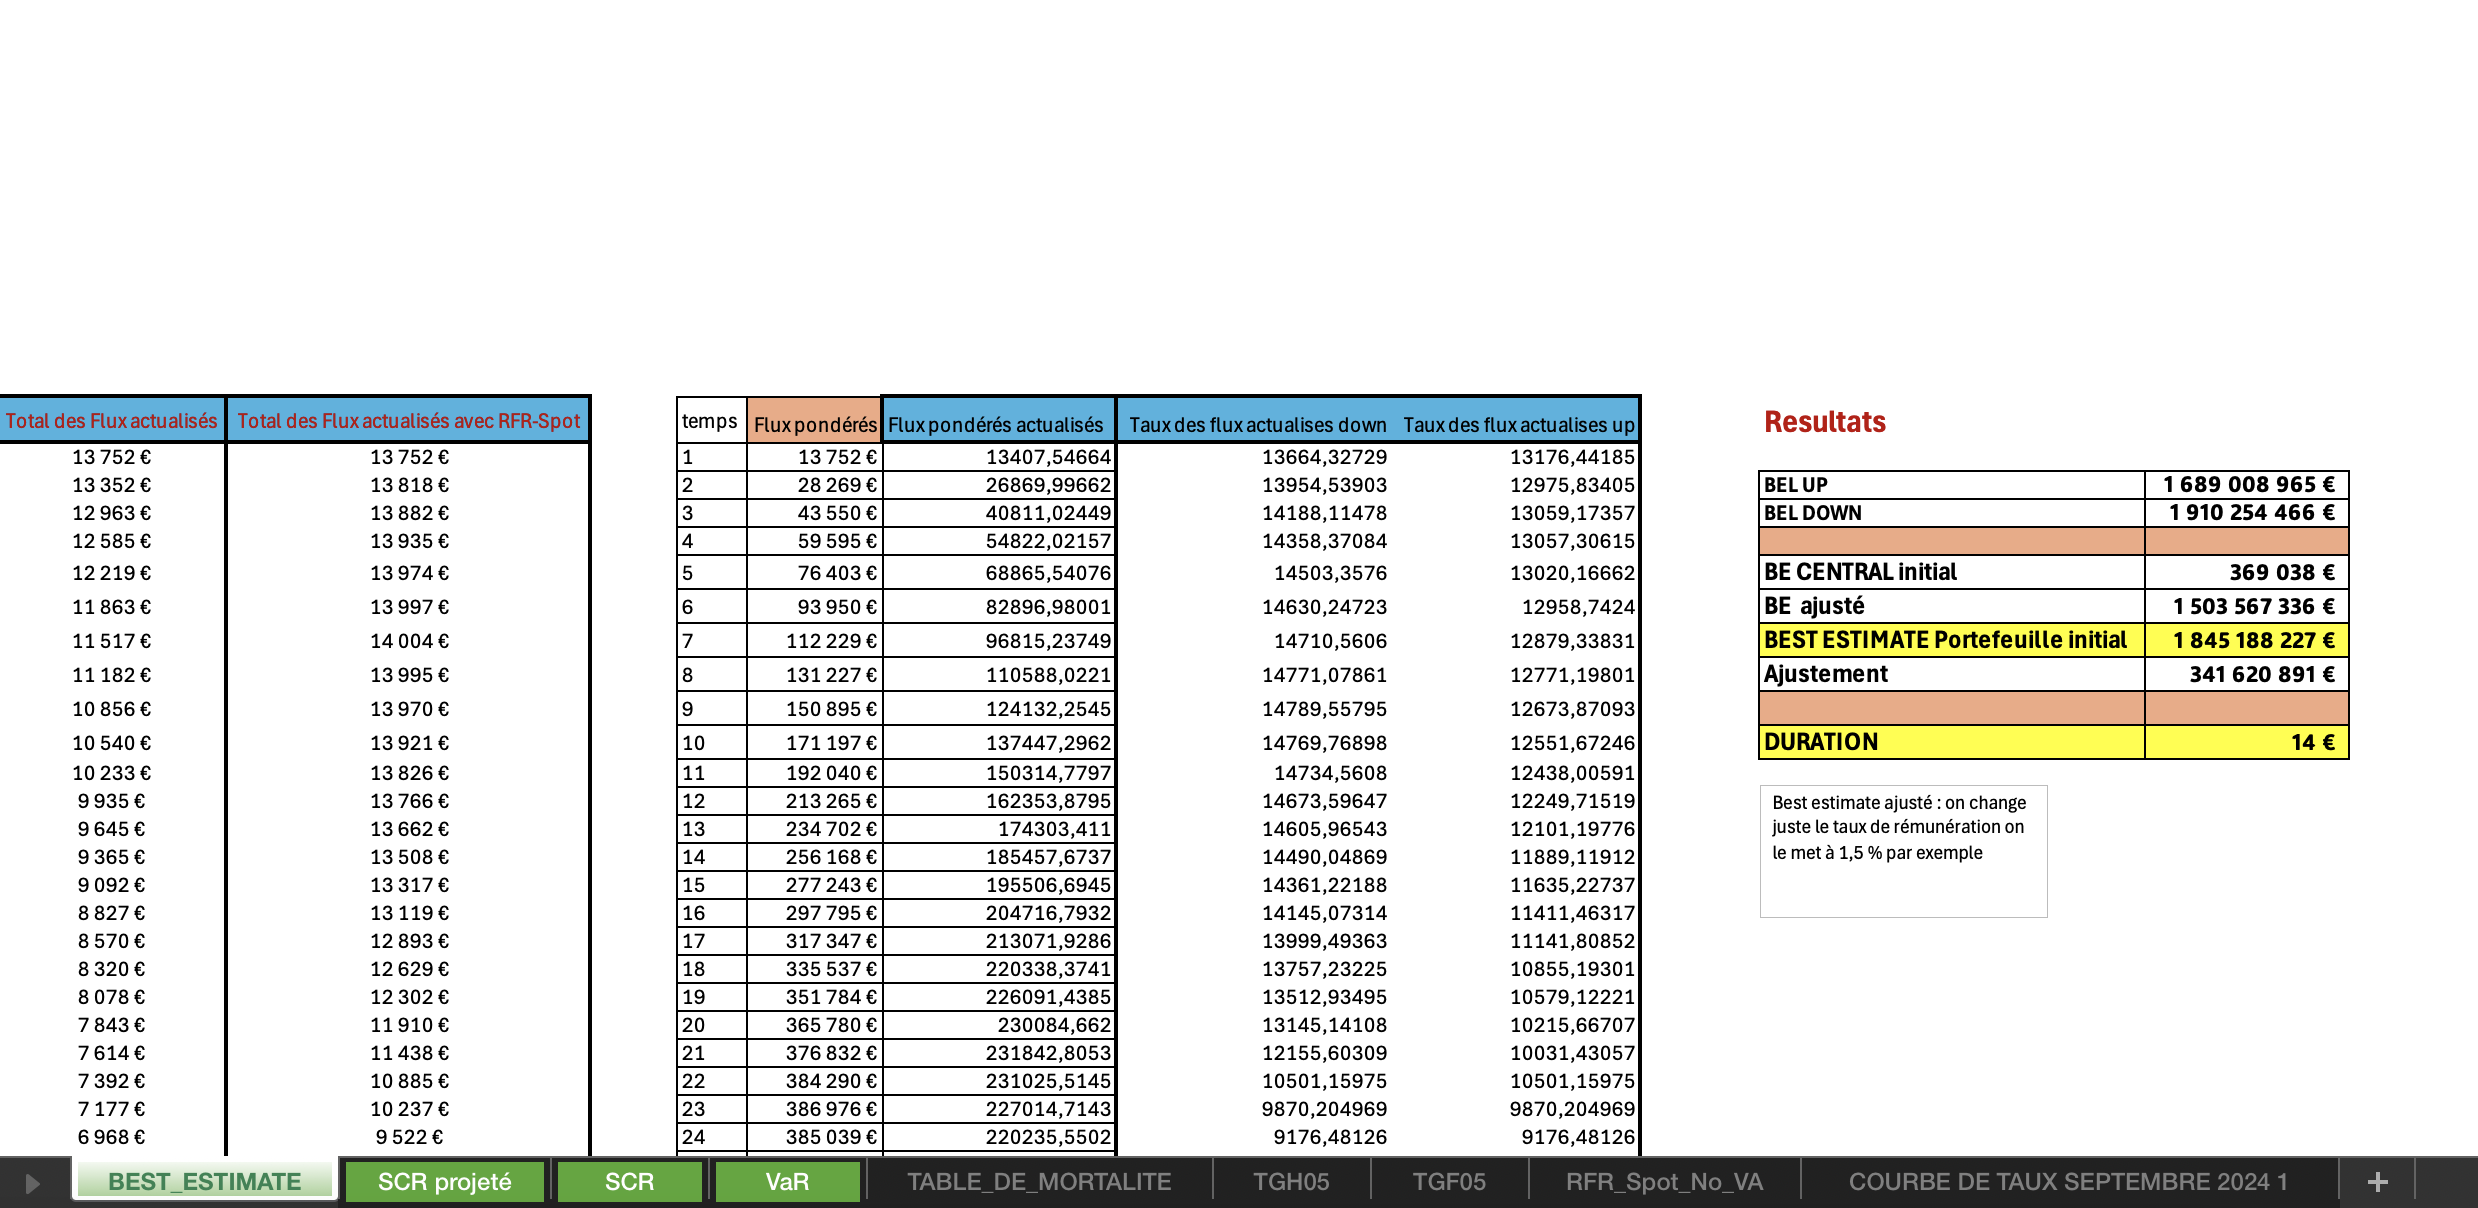 Total des Flux actualisés	Total des Flux actualisés avec RFR-Spot
13 752 €	13 752 €
13 352 €	13 818 €
12 963 €	13 882 €
12 585 €	13 935 €
12 219 €	13 974 €
11 863 €	13 997 €
11 517 €	14 004 €
11 182 €	13 995 €
10 856 €	13 970 €
10 540 €	13 921 €
10 233 €	13 826 €
9 935 €	13 766 €
9 645 €	13 662 €
9 365 €	13 508 €
9 092 €	13 317 €
8 827 €	13 119 €
8 570 €	12 893 €
8 320 €	12 629 €
8 078 €	12 302 €
7 843 €	11 910 €
7 614 €	11 438 €
7 392 €	10 885 €
7 177 €	10 237 €
6 968 €	9 522 €
temps	Flux pondérés	Flux pondérés actualisés	Taux des flux actualises down	Taux des flux actualises up
1	13 752 €	13407,54664	13664,32729	13176,44185
2	28 269 €	26869,99662	13954,53903	12975,83405
3	43 550 €	40811,02449	14188,11478	13059,17357
4	59 595 €	54822,02157	14358,37084	13057,30615
5	76 403 €	68865,54076	14503,3576	13020,16662
6	93 950 €	82896,98001	14630,24723	12958,7424
7	112 229 €	96815,23749	14710,5606	12879,33831
8	131 227 €	110588,0221	14771,07861	12771,19801
9	150 895 €	124132,2545	14789,55795	12673,87093
10	171 197 €	137447,2962	14769,76898	12551,67246
11	192 040 €	150314,7797	14734,5608	12438,00591
12	213 265 €	162353,8795	14673,59647	12249,71519
13	234 702 €	174303,411	14605,96543	12101,19776
14	256 168 €	185457,6737	14490,04869	11889,11912
15	277 243 €	195506,6945	14361,22188	11635,22737
16	297 795 €	204716,7932	14145,07314	11411,46317
17	317 347 €	213071,9286	13999,49363	11141,80852
18	335 537 €	220338,3741	13757,23225	10855,19301
19	351 784 €	226091,4385	13512,93495	10579,12221
20	365 780 €	230084,662	13145,14108	10215,66707
21	376 832 €	231842,8053	12155,60309	10031,43057
22	384 290 €	231025,5145	10501,15975	10501,15975
23	386 976 €	227014,7143	9870,204969	9870,204969
24	385 039 €	220235,5502	9176,48126	9176,48126
Resultats
BEL UP	1 689 008 965 €
BEL DOWN	1 910 254 466 €
BE CENTRAL initial	369 038 €
BE ajusté	1 503 567 336 €
BEST ESTIMATE Portefeuille initial	1 845 188 227 €
Ajustement	341 620 891 €
DURATION	14 €
Best estimate ajusté : on change
juste le taux de rémunération on
le met à 1,5 % par exemple
BEST_ESTIMATE	SCR projeté	SCR	VaR	TABLE_DE_MORTALITE	TGH05	TGF05	RFR_Spot_No_VA	COURBE DE TAUX SEPTEMBRE 2024 1	+